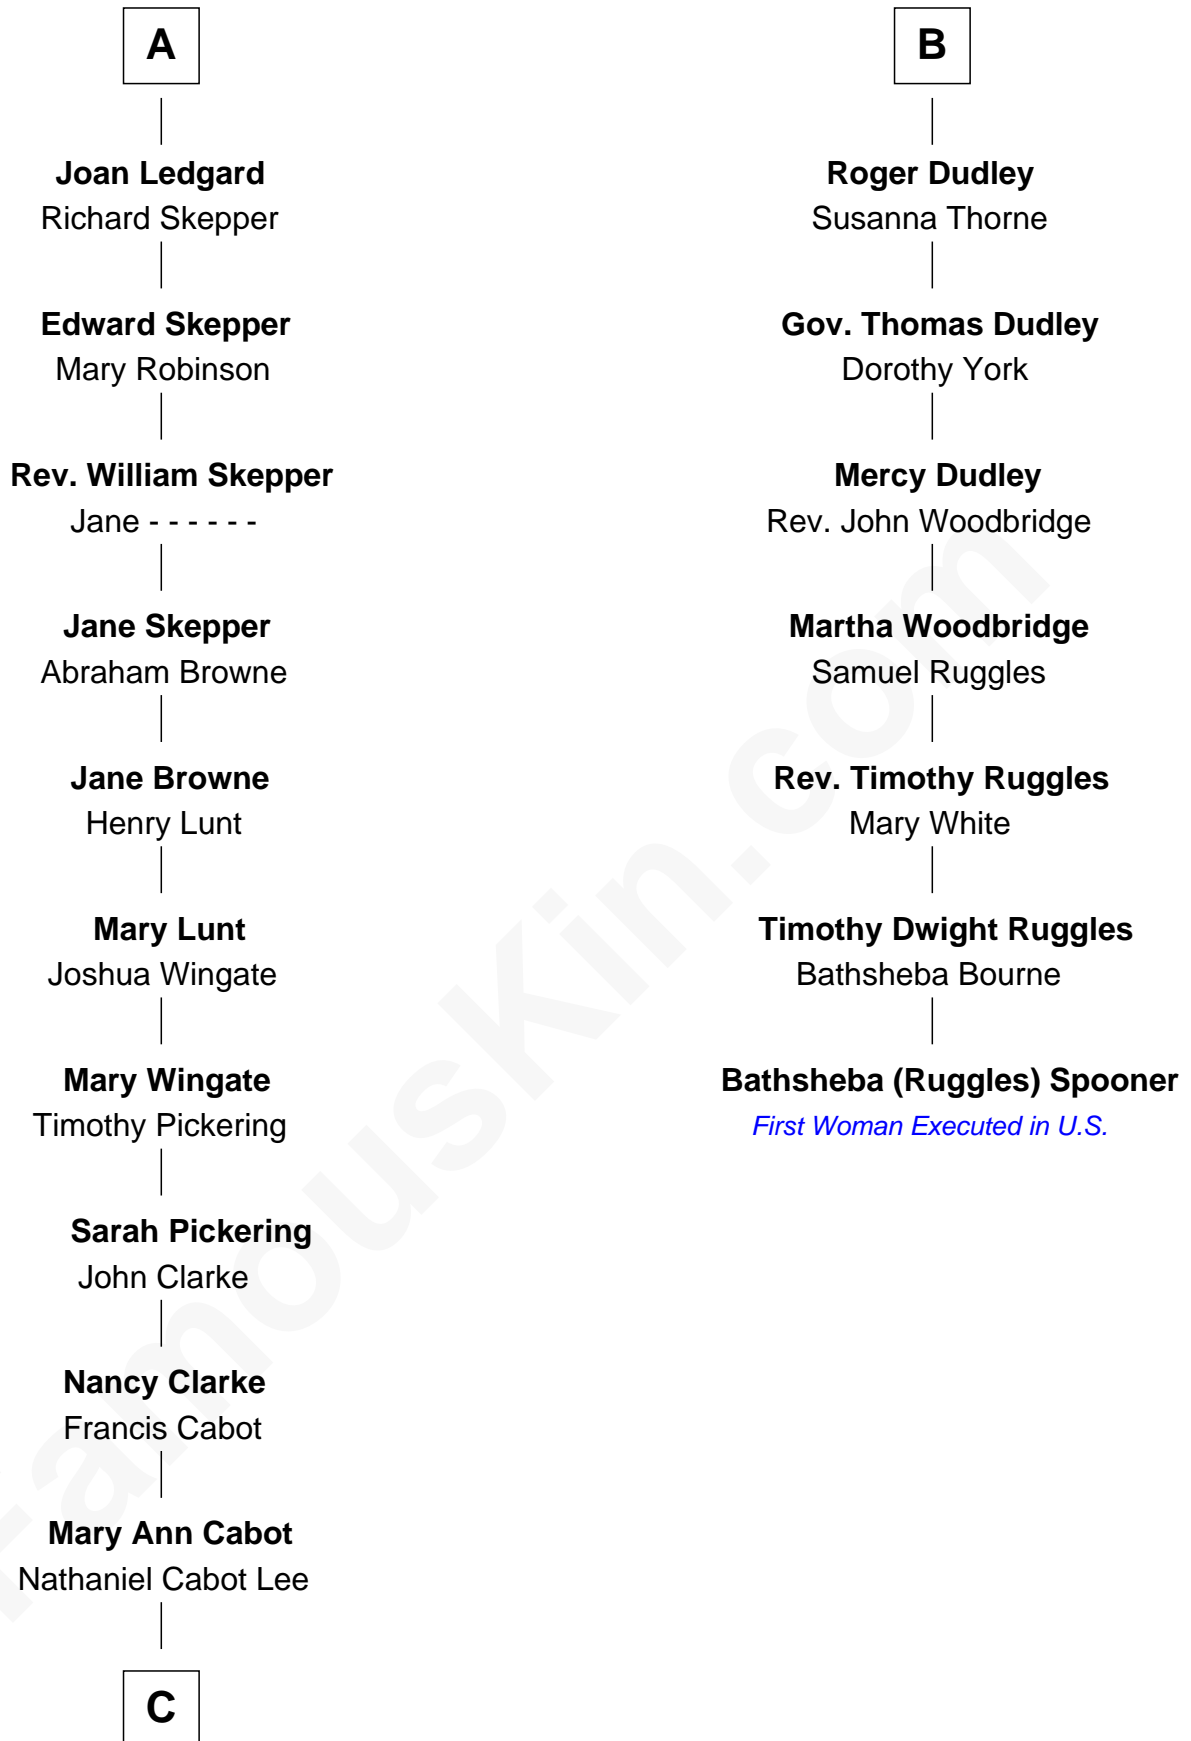 A
Joan Ledgard
Richard Skepper
Edward Skepper
Mary Robinson
Rev. William Skepper
Jane - - - - - -
Jane Skepper
Abraham Browne
Jane Browne
Henry Lunt
Mary Lunt
Joshua Wingate
Mary Wingate
Timothy Pickering
Sarah Pickering
John Clarke
Nancy Clarke
Francis Cabot
Mary Ann Cabot
Nathaniel Cabot Lee
C
B
Roger Dudley
Susanna Thorne
Gov. Thomas Dudley
Dorothy York
Mercy Dudley
Rev. John Woodbridge
Martha Woodbridge
Samuel Ruggles
Rev. Timothy Ruggles
Mary White
Timothy Dwight Ruggles
Bathsheba Bourne
Bathsheba (Ruggles) Spooner
First Woman Executed in U.S.
FamousKin.com